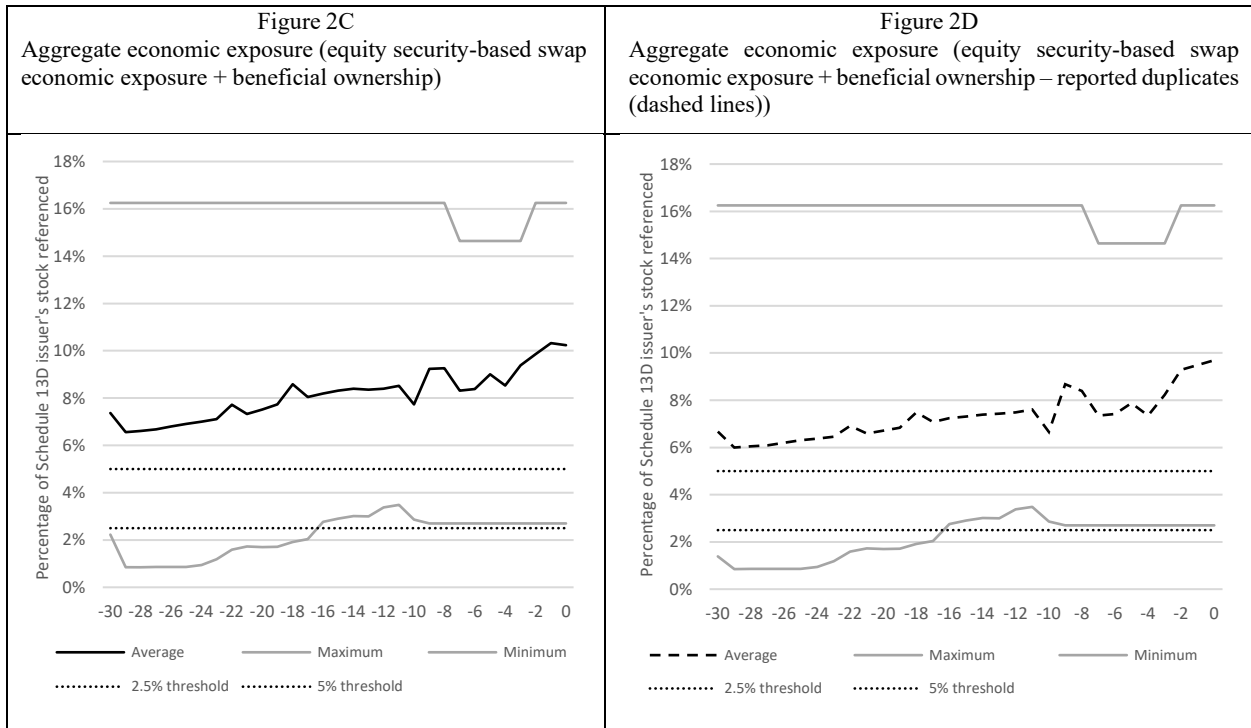 Figure 2C
Aggregate economic exposure (equity security-based swap
economic exposure + beneficial ownership)
Figure 2D
Aggregate economic exposure (equity security-based swap
economic exposure + beneficial ownership – reported duplicates
(dashed lines))
Percentage of Schedule 13D issuer's stock referenced
18%
16%
14%
12%
10%
8%
6%
4%
2%
0%
-30 -28 -26 -24 -22 -20 -18 -16 -14 -12 -10 -8 -6 -4 -2 0
Average Maximum Minimum
2.5% threshold 5% threshold
Percentage of Schedule 13D issuer's stock referenced
18%
16%
14%
12%
10%
8%
6%
4%
2%
0%
-30 -28 -26 -24 -22 -20 -18 -16 -14 -12 -10 -8 -6 -4 -2 0
Average Maximum Minimum
2.5% threshold 5% threshold